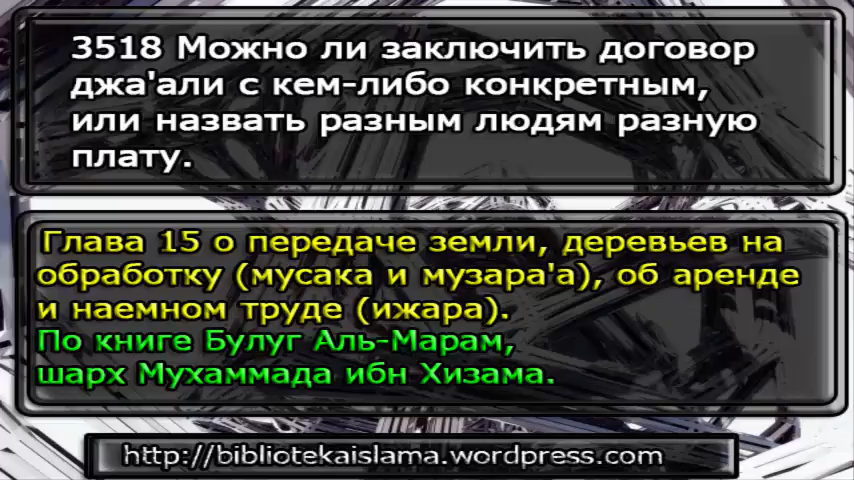 3518 Можно ли заключить договор
джа'али с кем-либо конкретным,
или назвать разным людям разную
плату.
Глава 15 о передаче земли, деревьев на
обработку (мусака и музара'а), об аренде
и наемном труде (ижара).
По книге Булуг Аль-Марам,
шарх Мухаммада ибн Хизама.
http://bibliotekaislama.wordpress.com